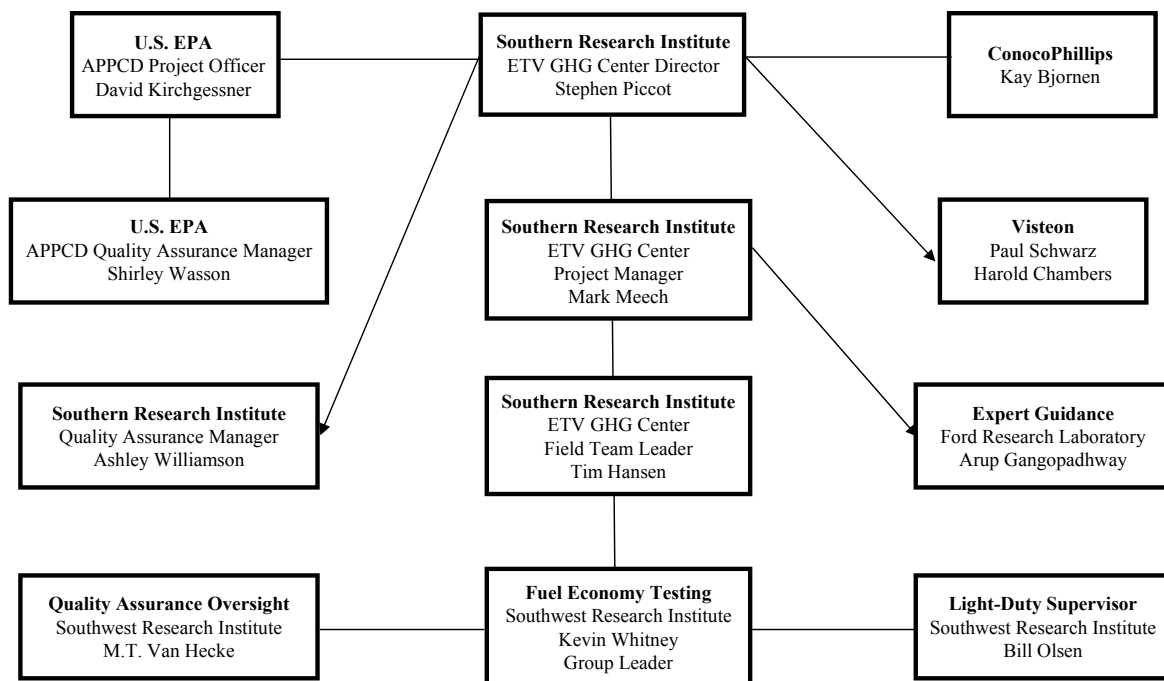 U.S. EPA
APPCD Project Officer
David Kirchgessner
Southern Research Institute
ETV GHG Center Director
Stephen Piccot
ConocoPhillips
Kay Bjornen
U.S. EPA
APPCD Quality Assurance Manager
Shirley Wasson
Southern Research Institute
ETV GHG Center
Project Manager
Mark Meech
Visteon
Paul Schwarz
Harold Chambers
Southern Research Institute
Quality Assurance Manager
Ashley Williamson
Southern Research Institute
ETV GHG Center
Field Team Leader
Tim Hansen
Expert Guidance
Ford Research Laboratory
Arup Gangopadhway
Quality Assurance Oversight
Southwest Research Institute
M.T. Van Hecke
Fuel Economy Testing
Southwest Research Institute
Kevin Whitney
Group Leader
Light-Duty Supervisor
Southwest Research Institute
Bill Olsen